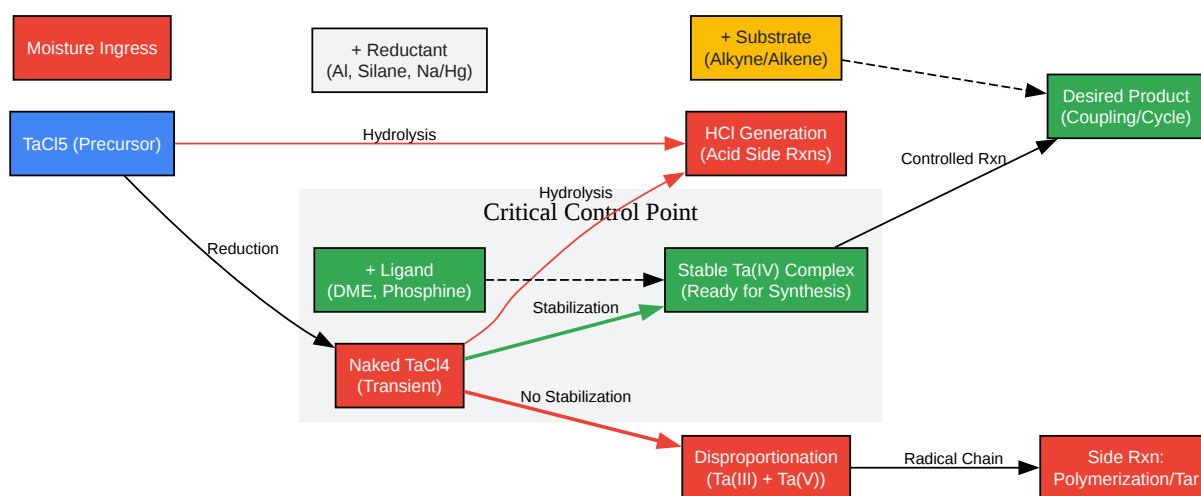 Moisture Ingress
+ Reductant
(Al, Silane, Na/Hg)
+ Substrate
(Alkyne/Alkene)
Desired Product
(Coupling/Cycle)
TaCl5 (Precursor)
Hydrolysis
HCl Generation
(Acid Side Rxns)
Controlled Rxn
Hydrolysis
Critical Control Point
Reduction
+ Ligand
(DME, Phosphine)
Stable Ta(IV) Complex
(Ready for Synthesis)
Stabilization
Naked TaCl4
(Transient)
No Stabilization
Disproportionation
(Ta(III) + Ta(V))
Radical Chain
Side Rxn:
Polymerization/Tar